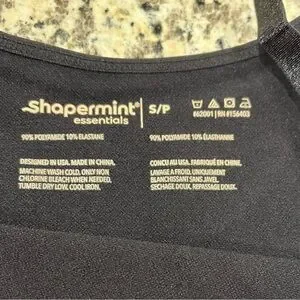 Shapermint®
essentials
S/P
#62001 | RN #156403
90% POLYAMIDE 10% ELASTANE
90% POLYAMIDE 10% ÉLASTHANNE
DESIGNED IN USA. MADE IN CHINA.
MACHINE WASH COLD, ONLY NON
CHLORINE BLEACH WHEN NEEDED,
TUMBLE DRY LOW, COOL IRON.
CONCU AU USA. FABRIQUÉ EN CHINE.
LAVAGE A FROID, UNIQUEMENT
BLANCHISSANT SANS JAVEL,
SECHAGE DOUX, REPASSAGE DOUX.